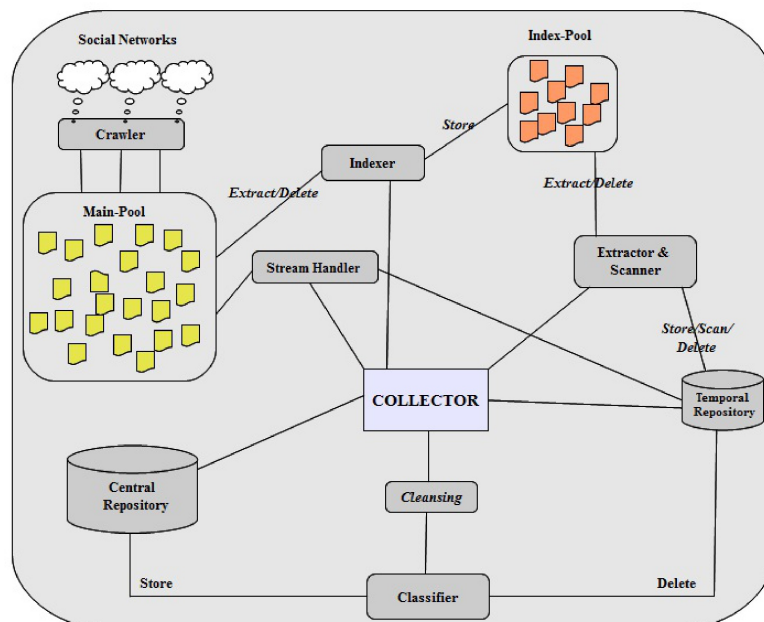 Social Networks
Index-Pool
Crawler
Store
Indexer
Extract/Delete
Extract/Delete
Main-Pool
Stream Handler
Extractor &
Scanner
Store/Scan/
Delete
COLLECTOR
Temporal
Repository
Central
Repository
Cleansing
Store
Delete
Classifier